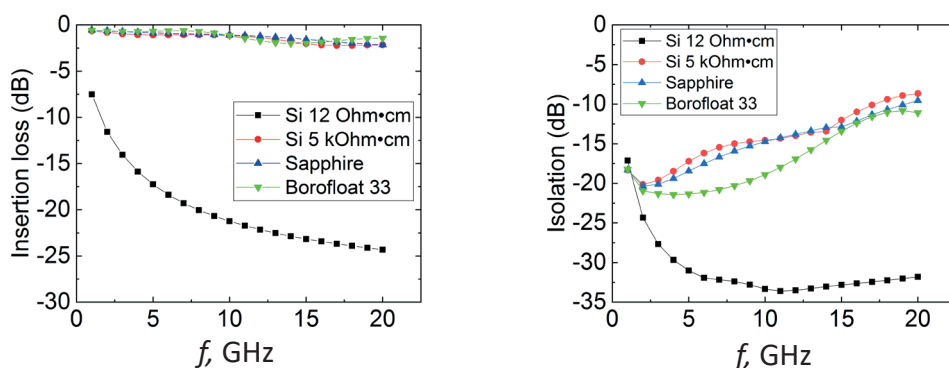 Insertion loss (dB)
0
-5
-10
-15
-20
-25
-30
Si 12 Ohm•cm
Si 5 kOhm•cm
Sapphire
Borofloat 33
0 5 10 15 20
f, GHz
Isolation (dB)
0
-5
-10
-15
-20
-25
-30
-35
Si 12 Ohm•cm
Si 5 kOhm•cm
Sapphire
Borofloat 33
0 5 10 15 20
f, GHz